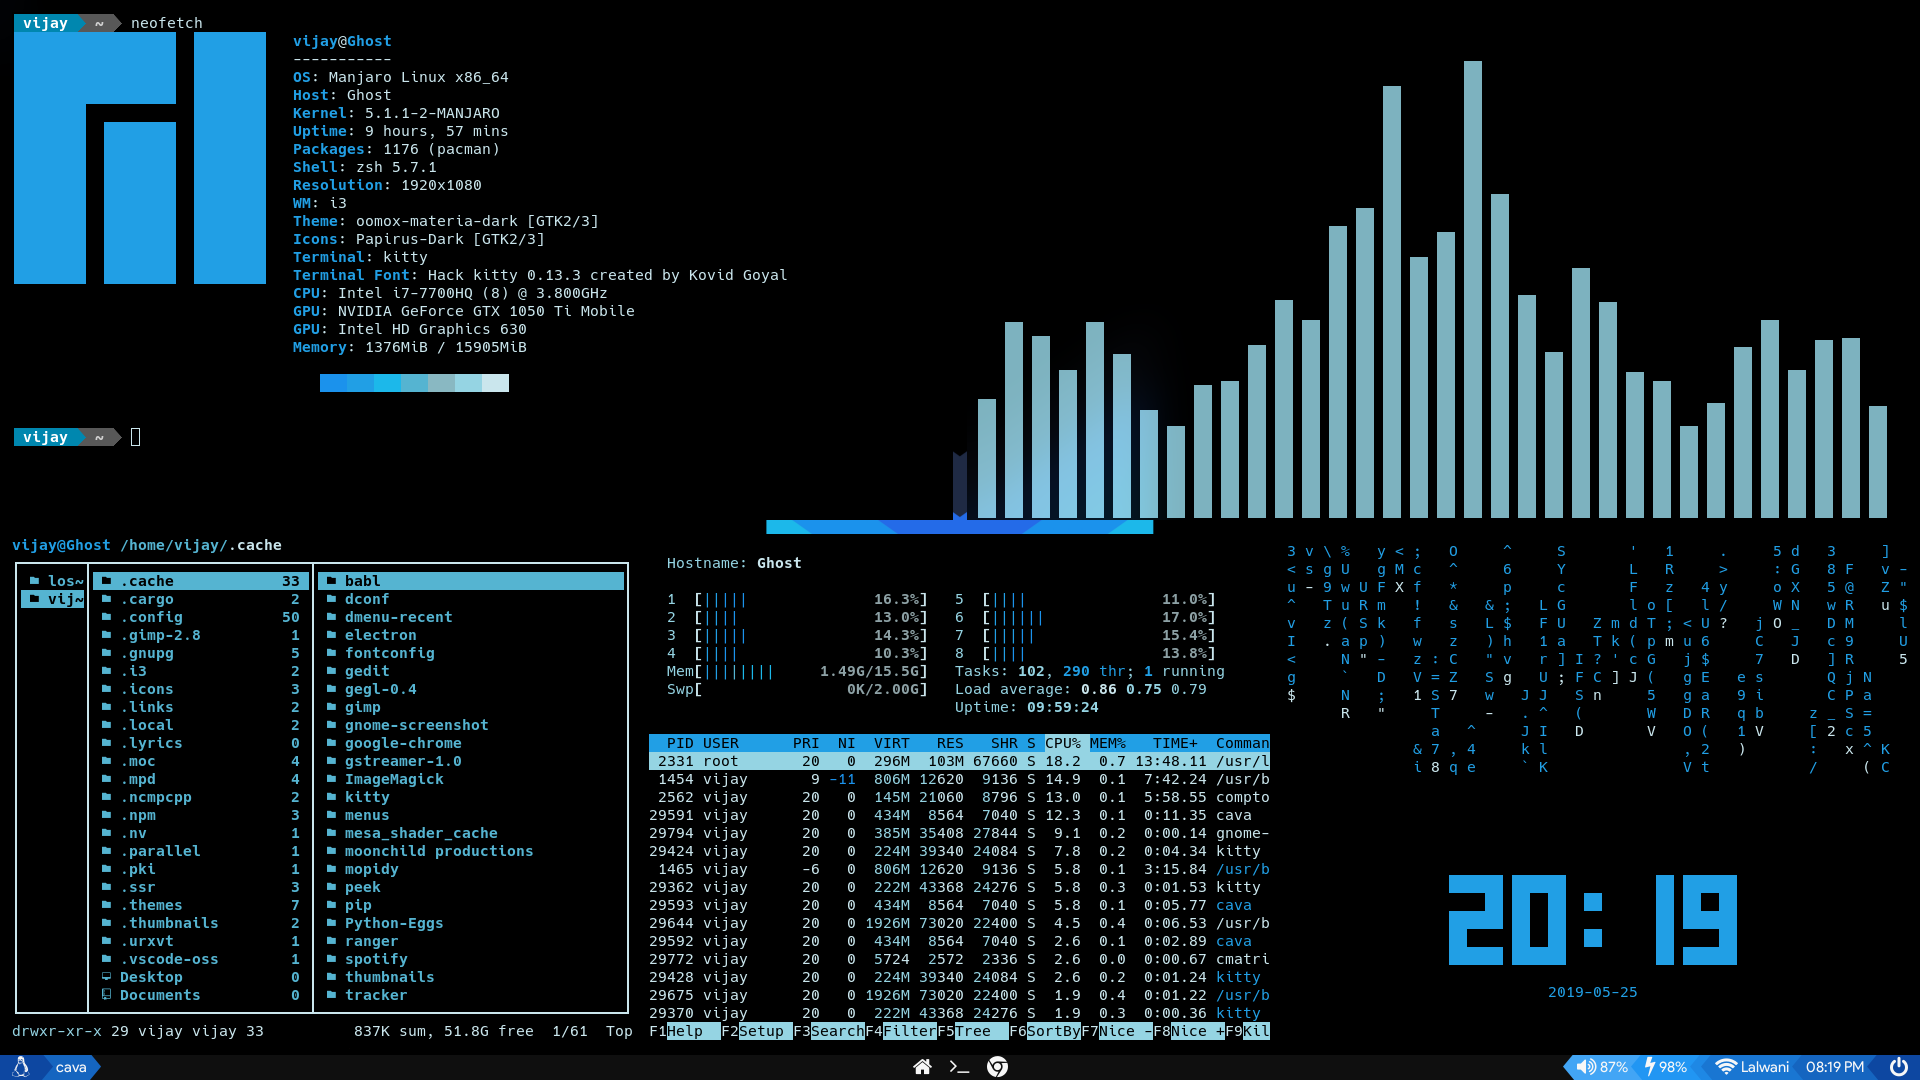 vijay ~ neofetch
vijay@Ghost
-----------
OS: Manjaro Linux x86_64
Host: Ghost
Kernel: 5.1.1-2-MANJARO
Uptime: 9 hours, 57 mins
Packages: 1176 (pacman)
Shell: zsh 5.7.1
Resolution: 1920x1080
WM: i3
Theme: oomox-materia-dark [GTK2/3]
Icons: Papirus-Dark [GTK2/3]
Terminal: kitty
Terminal Font: Hack kitty 0.13.3 created by Kovid Goyal
CPU: Intel i7-7700HQ (8) @ 3.800GHz
GPU: NVIDIA GeForce GTX 1050 Ti Mobile
GPU: Intel HD Graphics 630
Memory: 1376MiB / 15905MiB
vijay ~
vijay@Ghost /home/vijay/.cache
los~
vij~
.cache 33
.cargo 2
.config 50
.gimp-2.8 1
.gnupg 5
.i3 2
.icons 3
.links 2
.local 2
.lyrics 0
.moc 4
.mpd 4
.ncmpcpp 2
.npm 3
.nv 1
.parallel 1
.pki 1
.ssr 3
.themes 7
.thumbnails 2
.urxvt 1
.vscode-oss 1
Desktop 0
Documents 0
babl
dconf
dmenu-recent
electron
fontconfig
gedit
gegl-0.4
gimp
gnome-screenshot
google-chrome
gstreamer-1.0
ImageMagick
kitty
menus
mesa_shader_cache
moonchild productions
mopidy
peek
pip
Python-Eggs
ranger
spotify
thumbnails
tracker
drwxr-xr-x 29 vijay vijay 33 837K sum, 51.8G free 1/61 Top
Hostname: Ghost
1 [||||| 16.3%] 5 [|||| 11.0%]
2 [|||| 13.0%] 6 [|||||| 17.0%]
3 [||||| 14.3%] 7 [||||| 15.4%]
4 [|||| 10.3%] 8 [|||| 13.8%]
Mem[|||||||| 1.49G/15.5G] Tasks: 102, 290 thr; 1 running
Swp[ 0K/2.00G] Load average: 0.86 0.75 0.79
Uptime: 09:59:24
PID USER PRI NI VIRT RES SHR S CPU% MEM% TIME+ Comman
2331 root 20 0 296M 103M 67660 S 18.2 0.7 13:48.11 /usr/l
1454 vijay 9 -11 806M 12620 9136 S 14.9 0.1 7:42.24 /usr/b
2562 vijay 20 0 145M 21060 8796 S 13.0 0.1 5:58.55 compto
29591 vijay 20 0 434M 8564 7040 S 12.3 0.1 0:11.35 cava
29794 vijay 20 0 385M 35408 27844 S 9.1 0.2 0:00.14 gnome-
29424 vijay 20 0 224M 39340 24084 S 7.8 0.2 0:04.34 kitty
1465 vijay -6 0 806M 12620 9136 S 5.8 0.1 3:15.84 /usr/b
29362 vijay 20 0 222M 43368 24276 S 5.8 0.3 0:01.53 kitty
29593 vijay 20 0 434M 8564 7040 S 5.8 0.1 0:05.77 cava
29644 vijay 20 0 1926M 73020 22400 S 4.5 0.4 0:06.53 /usr/b
29592 vijay 20 0 434M 8564 7040 S 2.6 0.1 0:02.89 cava
29772 vijay 20 0 5724 2572 2336 S 2.6 0.0 0:00.67 cmatri
29428 vijay 20 0 224M 39340 24084 S 2.6 0.2 0:01.24 kitty
29675 vijay 20 0 1926M 73020 22400 S 1.9 0.4 0:01.22 /usr/b
29370 vijay 20 0 222M 43368 24276 S 1.9 0.3 0:00.36 kitty
F1Help F2Setup F3SearchF4FilterF5Tree F6SortByF7Nice -F8Nice +F9Kil
20:19
2019-05-25
cava
87% 98% Lalwani 08:19 PM